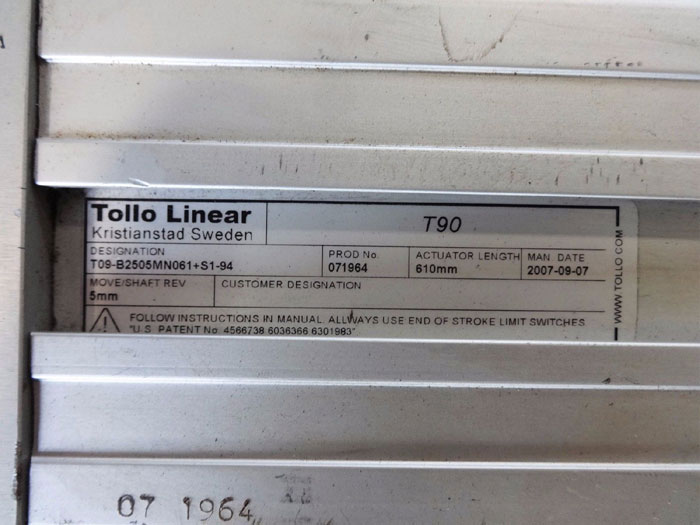 Tollo Linear
Kristianstad Sweden
T90
DESIGNATION
T09-B2505MN061+S1-94
PROD No.
071964
ACTUATOR LENGTH
610mm
MAN. DATE
2007-09-07
MOVE/SHAFT REV
5mm
CUSTOMER DESIGNATION
FOLLOW INSTRUCTIONS IN MANUAL. ALLWAYS USE END OF STROKE LIMIT SWITCHES
"U.S. PATENT No. 4566738 6036366 6301983"
WWW.TOLLO.COM
07 1964